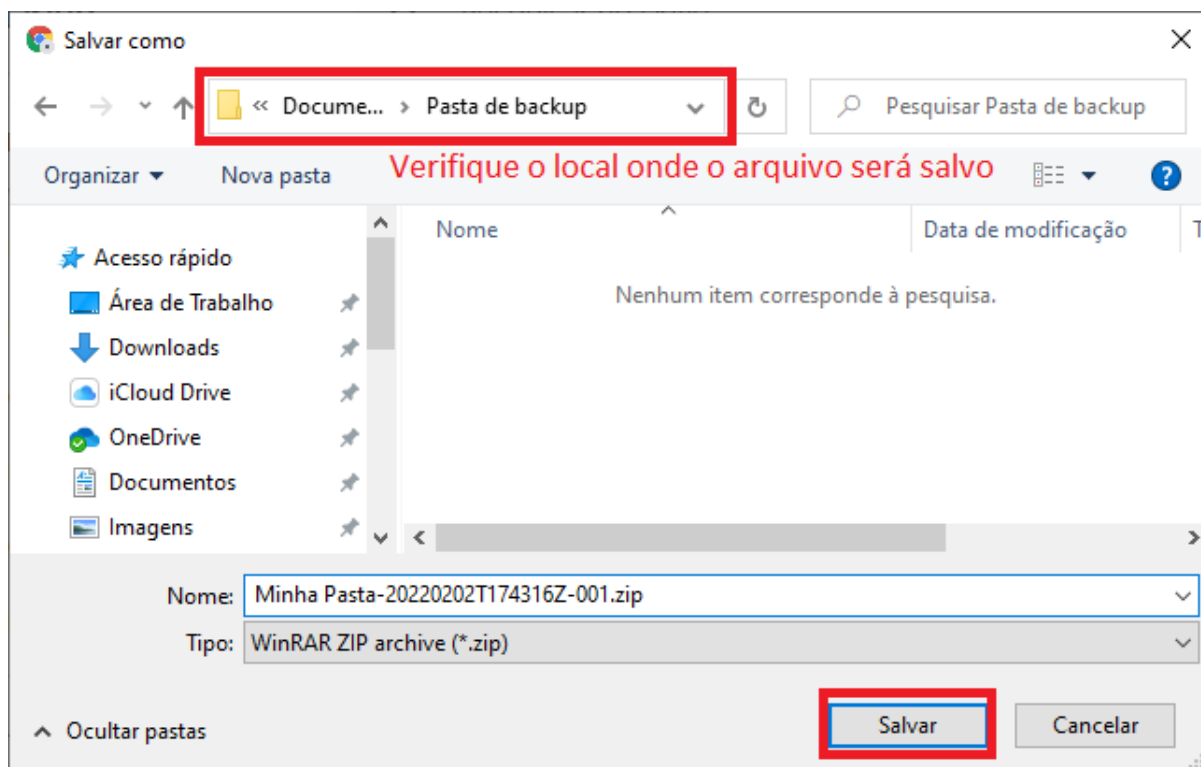 Salvar como
« Docume... › Pasta de backup
Pesquisar Pasta de backup
Organizar
Nova pasta
Verifique o local onde o arquivo será salvo
?
Nome
Data de modificação
T
Acesso rápido
Nenhum item corresponde à pesquisa.
Área de Trabalho
Downloads
iCloud Drive
OneDrive
Documentos
Imagens
Nome: Minha Pasta-20220202T174316Z-001.zip
Tipo: WinRAR ZIP archive (*.zip)
Ocultar pastas
Salvar
Cancelar